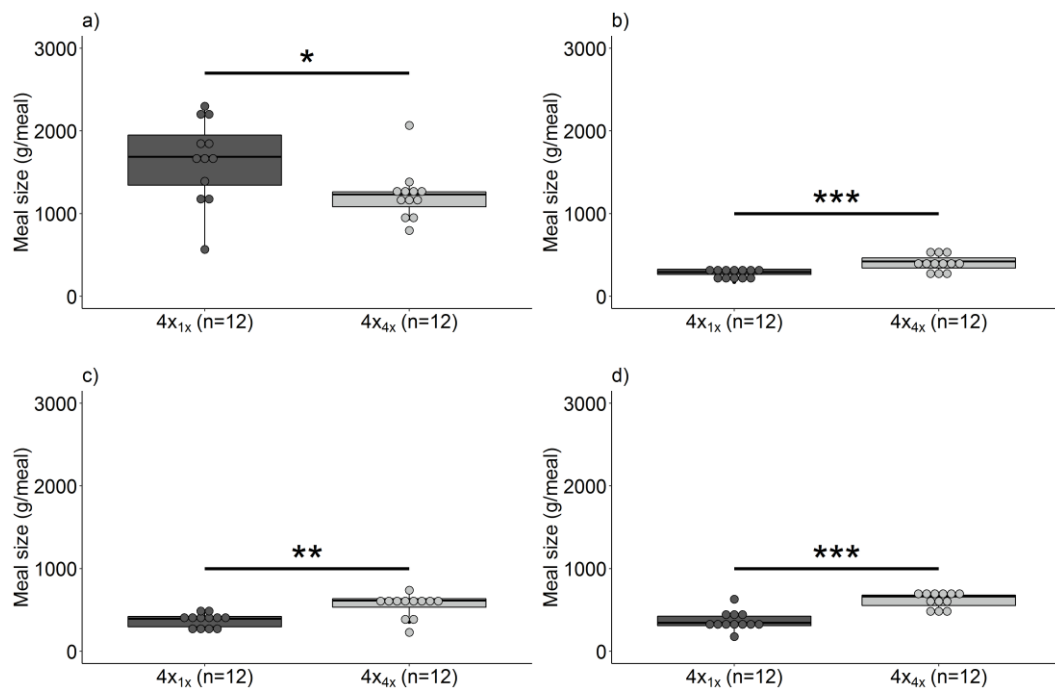 a)
Meal size (g/meal)
3000
2000
1000
0
*
4x1x (n=12)
4x4x (n=12)
b)
Meal size (g/meal)
3000
2000
1000
0
***
4x1x (n=12)
4x4x (n=12)
c)
Meal size (g/meal)
3000
2000
1000
0
**
4x1x (n=12)
4x4x (n=12)
d)
Meal size (g/meal)
3000
2000
1000
0
***
4x1x (n=12)
4x4x (n=12)